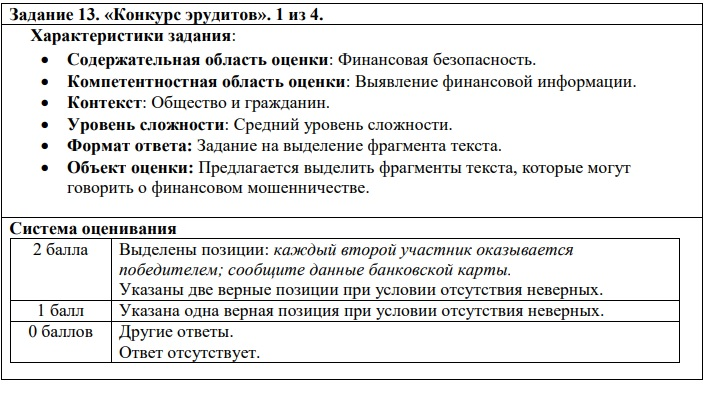 Задание 13. «Конкурс эрудитов». 1 из 4.
Характеристики задания:
• Содержательная область оценки: Финансовая безопасность.
• Компетентностная область оценки: Выявление финансовой информации.
• Контекст: Общество и гражданин.
• Уровень сложности: Средний уровень сложности.
• Формат ответа: Задание на выделение фрагмента текста.
• Объект оценки: Предлагается выделить фрагменты текста, которые могут
говорить о финансовом мошенничестве.
Система оценивания
2 балла Выделены позиции: каждый второй участник оказывается
победителем; сообщите данные банковской карты.
Указаны две верные позиции при условии отсутствия неверных.
1 балл Указана одна верная позиция при условии отсутствия неверных.
0 баллов Другие ответы.
Ответ отсутствует.